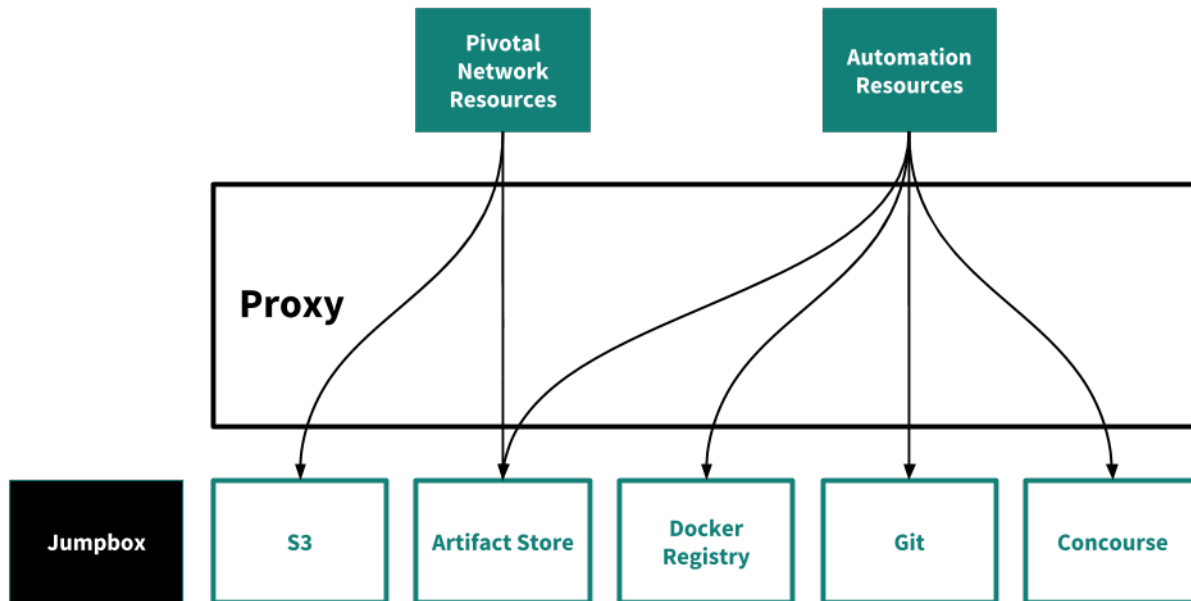 Pivotal
Network
Resources
Automation
Resources
Proxy
Jumpbox
S3
Artifact Store
Docker
Registry
Git
Concourse